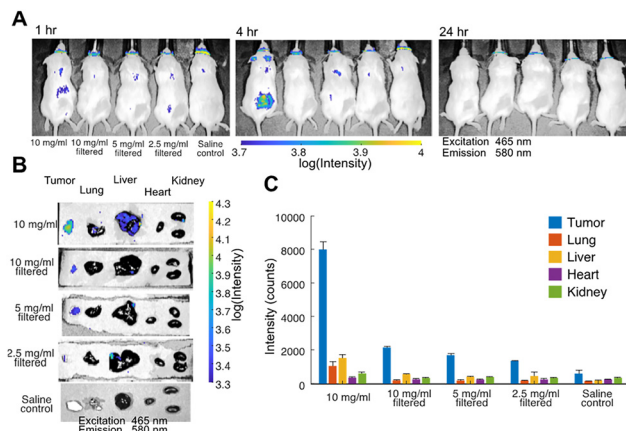 A
1 hr
4 hr
24 hr
10 mg/ml
10 mg/ml
filtered
5 mg/ml
filtered
2.5 mg/ml
filtered
Saline
control
3.7
3.8
3.9
4
log(Intensity)
Excitation 465 nm
Emission 580 nm
B
Tumor
Lung
Liver
Heart
Kidney
10 mg/ml
10 mg/ml
filtered
5 mg/ml
filtered
2.5 mg/ml
filtered
Saline
control
4.3
4.2
4.1
4
3.9
3.8
3.7
3.6
3.5
3.4
3.3
log(Intensity)
Excitation 465 nm
Emission 580 nm
C
10000
8000
6000
4000
2000
0
Intensity (counts)
Tumor
Lung
Liver
Heart
Kidney
10 mg/ml
10 mg/ml
filtered
5 mg/ml
filtered
2.5 mg/ml
filtered
Saline
control